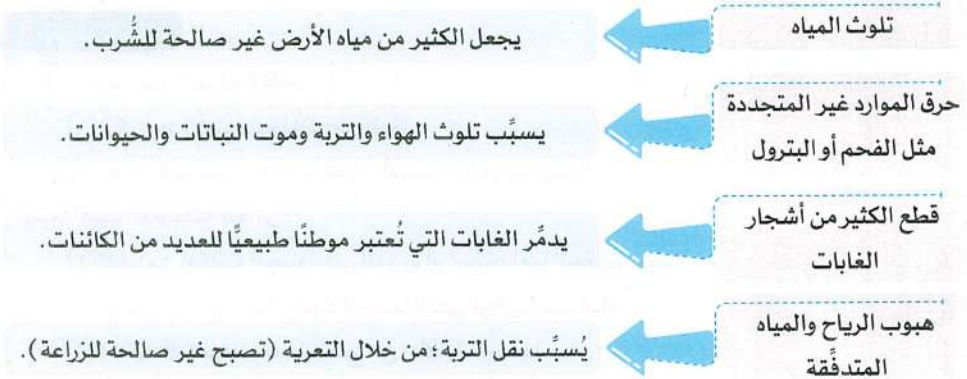 تلوث المياه
يجعل الكثير من مياه الأرض غير صالحة للشُّرب.
حرق الموارد غير المتجددة
مثل الفحم أو البترول
يسبِّب تلوث الهواء والتربة وموت النباتات والحيوانات.
قطع الكثير من أشجار
الغابات
يدمِّر الغابات التي تُعتبر موطنًا طبيعيًّا للعديد من الكائنات.
هبوب الرياح والمياه
المتدفِّقة
يُسبِّب نقل التربة؛ من خلال التعرية (تصبح غير صالحة للزراعة).